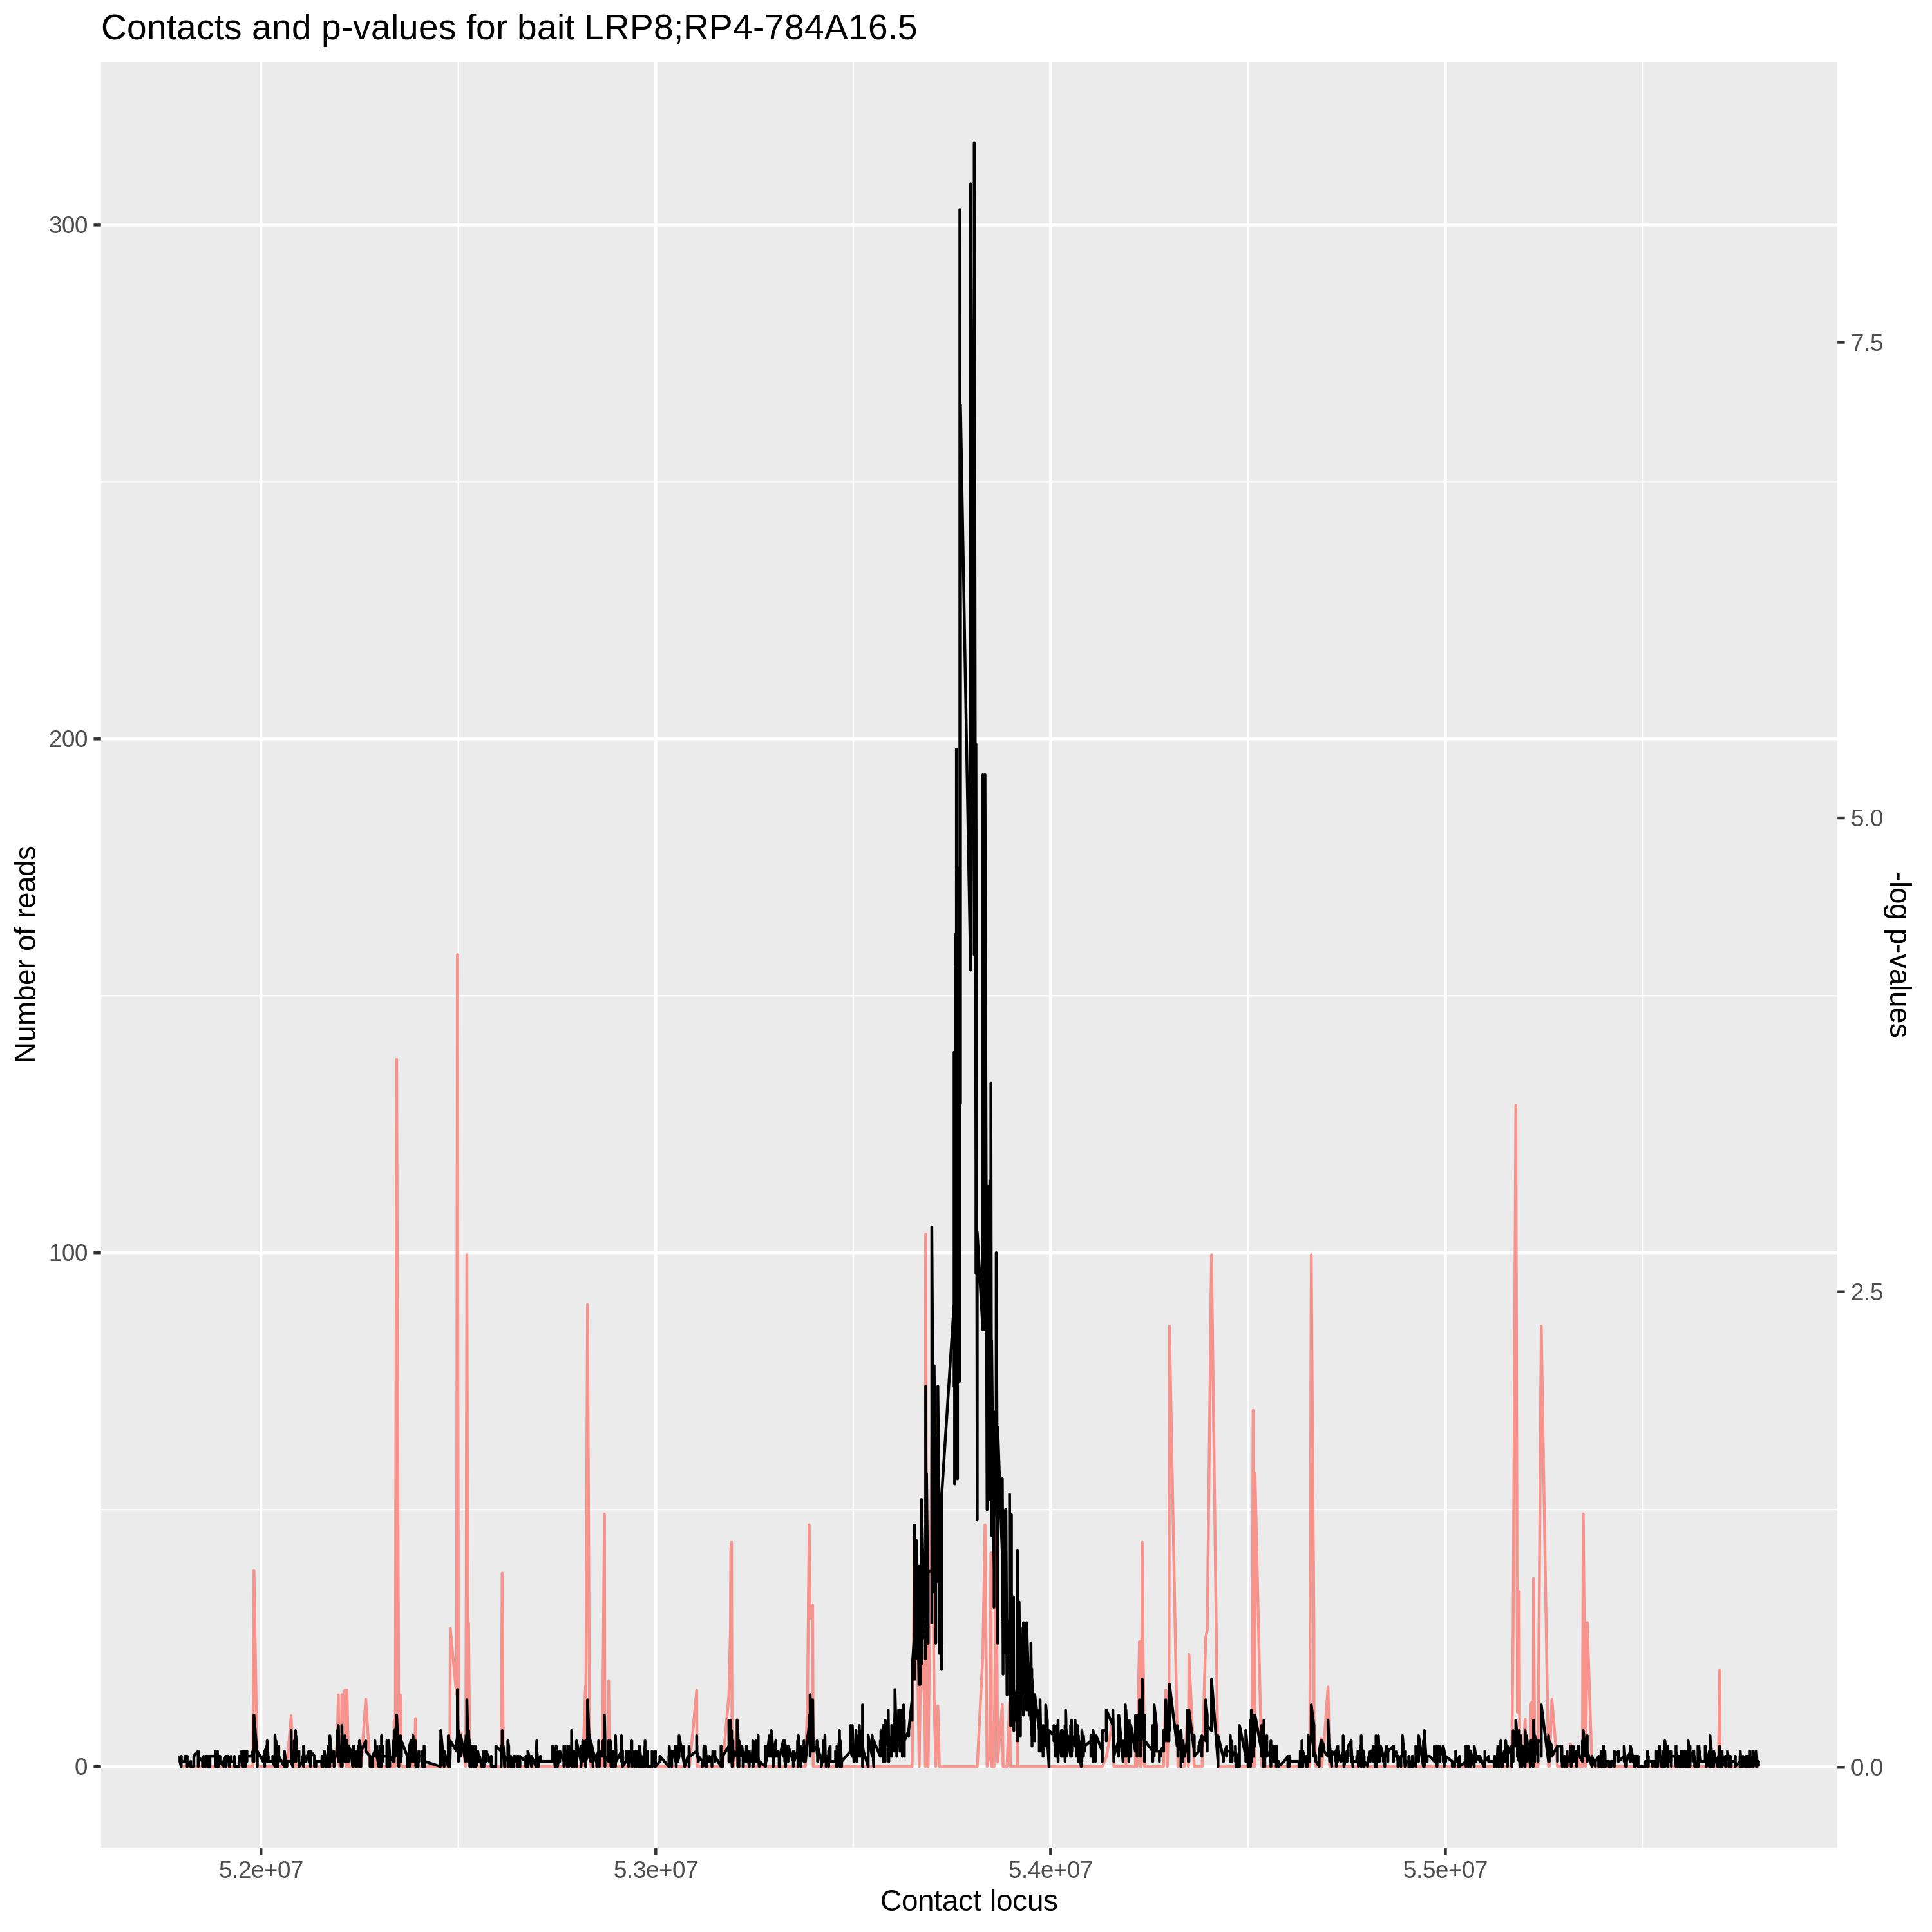 Contacts and p-values for bait LRP8;RP4-784A16.5
300
200
100
0
Number of reads
7.5
5.0
2.5
0.0
-log p-values
5.2e+07
5.3e+07
5.4e+07
5.5e+07
Contact locus